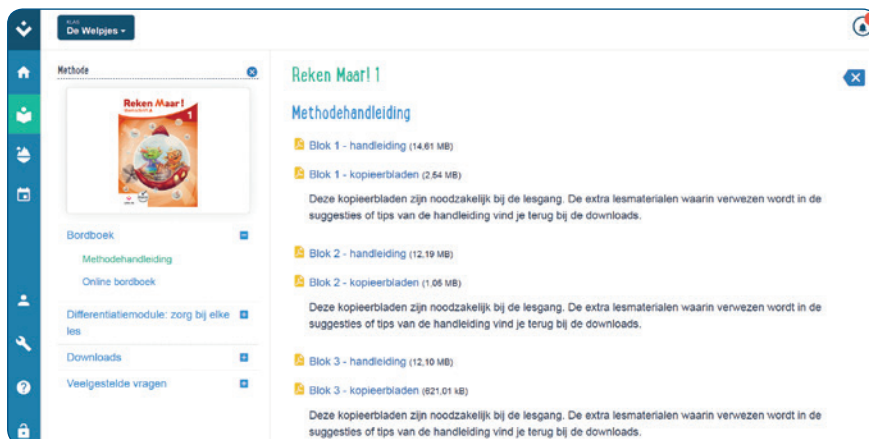 KLAS
De Welpjes
Methode
Reken Maar!
1
Bordboek
Methodehandleiding
Online bordboek
Differentiatiemodule: zorg bij elke
les
Downloads
Veelgestelde vragen
Reken Maar! 1
Methodehandleiding
Blok 1 - handleiding (14,61 MB)
Blok 1 - kopieerbladen (2,54 MB)
Deze kopieerbladen zijn noodzakelijk bij de lesgang. De extra lesmaterialen waarin verwezen wordt in de
suggesties of tips van de handleiding vind je terug bij de downloads.
Blok 2 - handleiding (12,19 MB)
Blok 2 - kopieerbladen (1,05 MB)
Deze kopieerbladen zijn noodzakelijk bij de lesgang. De extra lesmaterialen waarin verwezen wordt in de
suggesties of tips van de handleiding vind je terug bij de downloads.
Blok 3 - handleiding (12,10 MB)
Blok 3 - kopieerbladen (621,01 kB)
Deze kopieerbladen zijn noodzakelijk bij de lesgang. De extra lesmaterialen waarin verwezen wordt in de
suggesties of tips van de handleiding vind je terug bij de downloads.